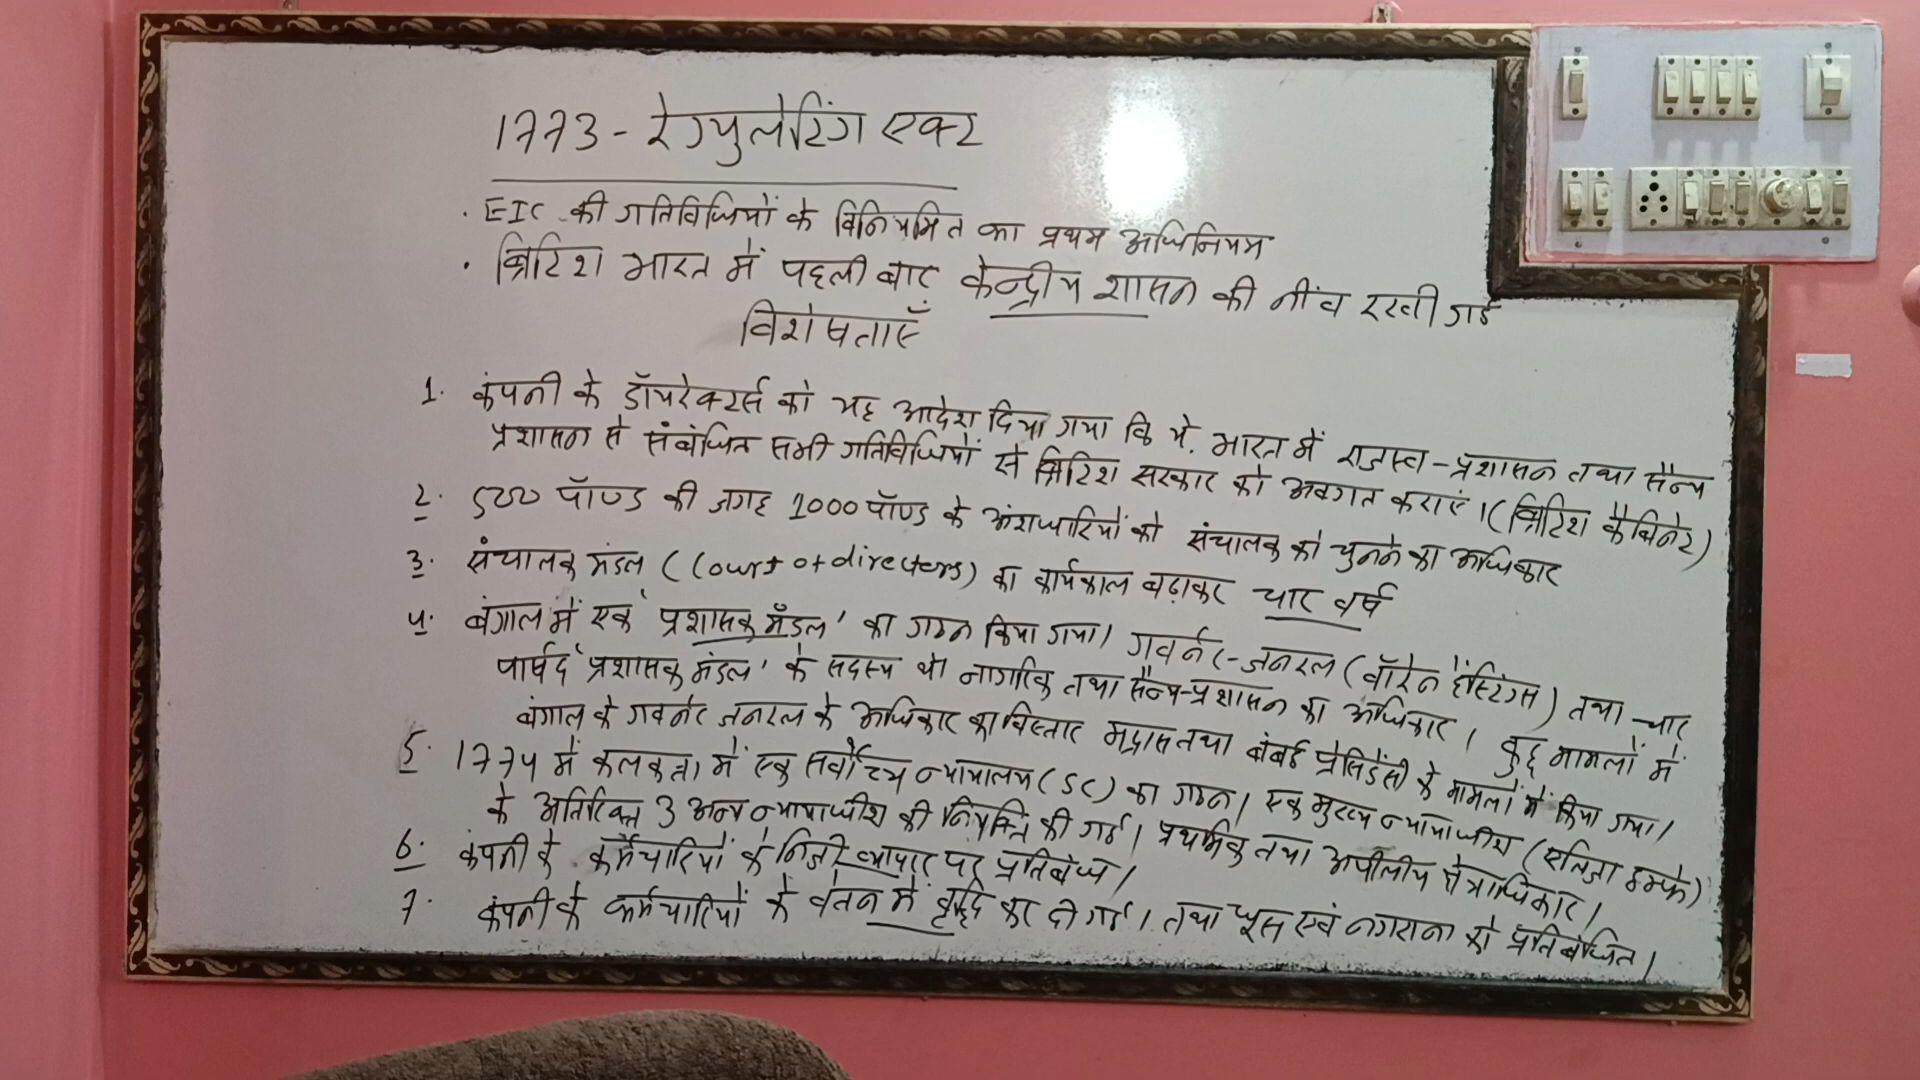 1773 - रेग्युलेटिंग एक्ट
· EIC की गतिविधियों के विनियमित का प्रथम अधिनियम
· ब्रिटिश भारत में पहली बार केन्द्रीय शासन की नींव रखी गई
विशेषताएँ
1. कंपनी के डॉयरेक्टर्स को यह आदेश दिया गया कि वे. भारत में राजस्व - प्रशासन तथा सैन्य
प्रशासन से संबंधित सभी गतिविधियों से ब्रिटिश सरकार को अवगत कराएं। (ब्रिटिश कैबिनेट)
2. 500 पॉण्ड की जगह 1000 पॉण्ड के अंशधारियों को संचालक को चुनने का अधिकार
3. संचालक मंडल (Court of directers) का कार्यकाल बढ़ाकर चार वर्ष
4. बंगाल में एक 'प्रशासक मँडल' का गठन किया गया। गवर्नर-जनरल (वॉरेन हैस्टिंग्स) तथा चार
पार्षद 'प्रशासक मंडल' के सदस्य थे। नागरिक तथा सैन्य-प्रशासन का अधिकार। कुछ मामलों में
बंगाल के गवर्नर जनरल के अधिकार का विस्तार मद्रास तथा बंबई प्रेसिडेंसी के मामलों में किया गया।
5. 1774 में कलकत्ता में एक सर्वोच्च न्यायालय (SC) का गठन। एक मुख्य न्यायाधीश (एलिजा इम्फे)
के अतिरिक्त 3 अन्य न्यायाधीश की नियुक्ति की गई। प्रथमिक तथा अपीलीय क्षेत्राधिकार।
6. कंपनी के कर्मचारियों के निजी व्यापार पर प्रतिबंध।
7. कंपनी के कर्मचारियों के वेतन में वृद्धि कर दी गई। तथा घूस एवं नजराना को प्रतिबंधित।